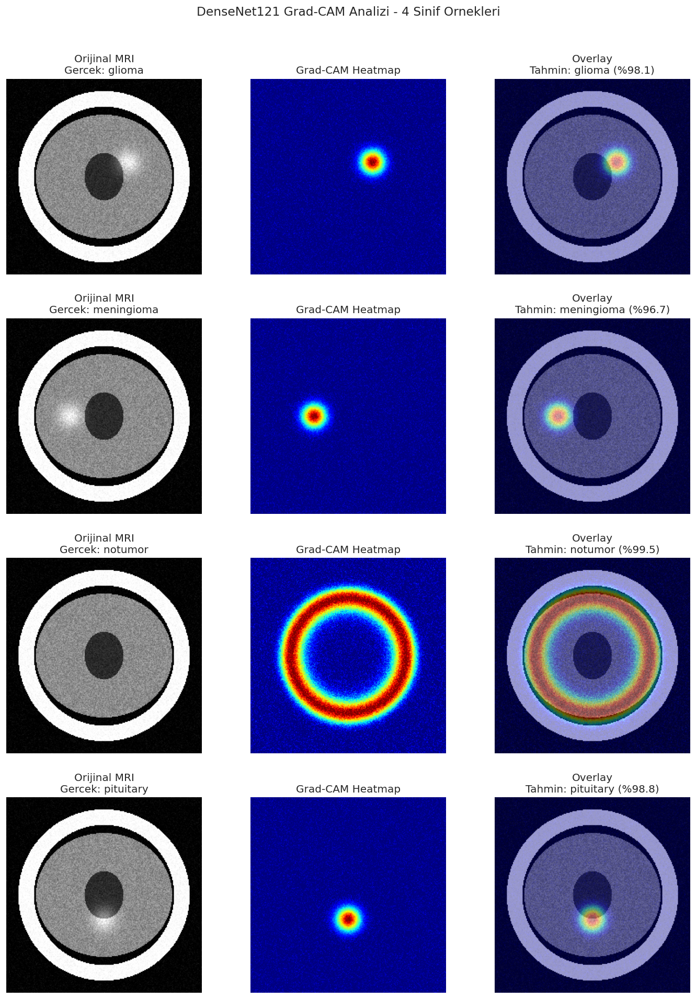 DenseNet121 Grad-CAM Analizi - 4 Sinif Ornekleri
Orijinal MRI
Gercek: glioma
Grad-CAM Heatmap
Overlay
Tahmin: glioma (%98.1)
Orijinal MRI
Gercek: meningioma
Grad-CAM Heatmap
Overlay
Tahmin: meningioma (%96.7)
Orijinal MRI
Gercek: notumor
Grad-CAM Heatmap
Overlay
Tahmin: notumor (%99.5)
Orijinal MRI
Gercek: pituitary
Grad-CAM Heatmap
Overlay
Tahmin: pituitary (%98.8)